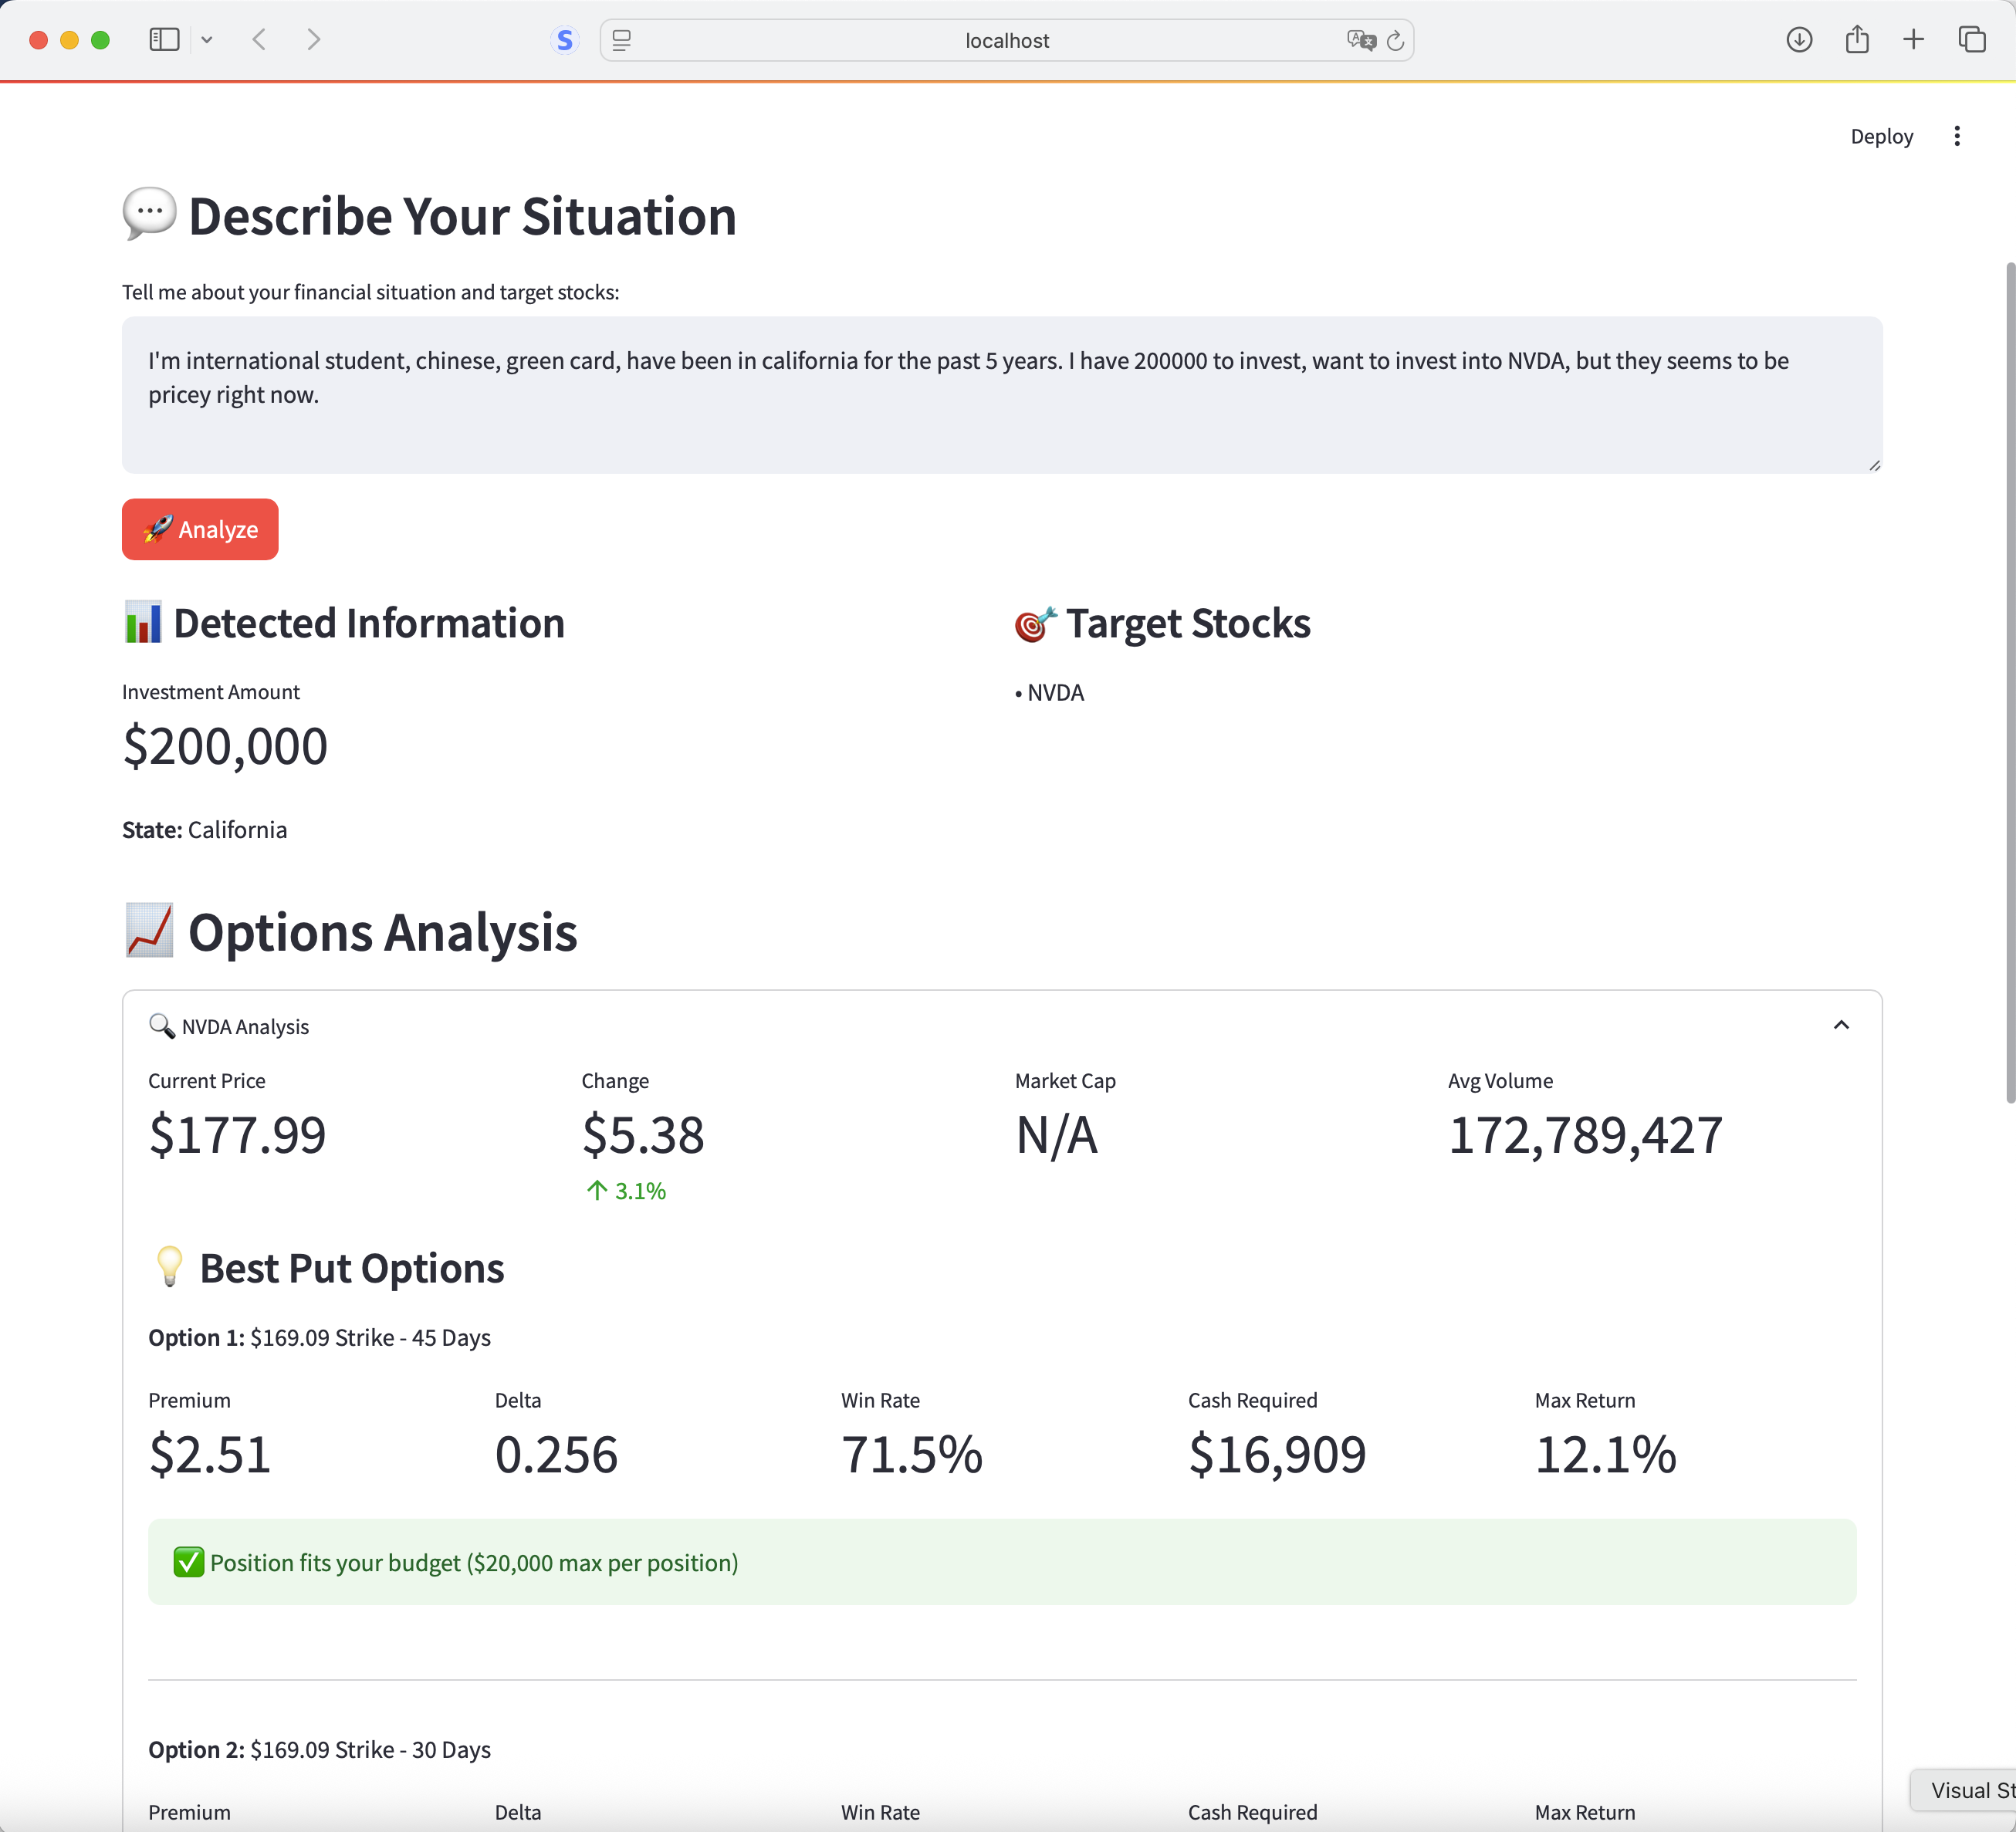 localhost
Deploy
Describe Your Situation
Tell me about your financial situation and target stocks:
I'm international student, chinese, green card, have been in california for the past 5 years. I have 200000 to invest, want to invest into NVDA, but they seems to be
pricey right now.
Analyze
Detected Information
Target Stocks
Investment Amount
• NVDA
$200,000
State: California
Options Analysis
NVDA Analysis
Current Price Change Market Cap Avg Volume
$177.99 $5.38 N/A 172,789,427
↑ 3.1%
Best Put Options
Option 1: $169.09 Strike - 45 Days
Premium Delta Win Rate Cash Required Max Return
$2.51 0.256 71.5% $16,909 12.1%
Position fits your budget ($20,000 max per position)
Option 2: $169.09 Strike - 30 Days
Visual St
Premium Delta Win Rate Cash Required Max Return